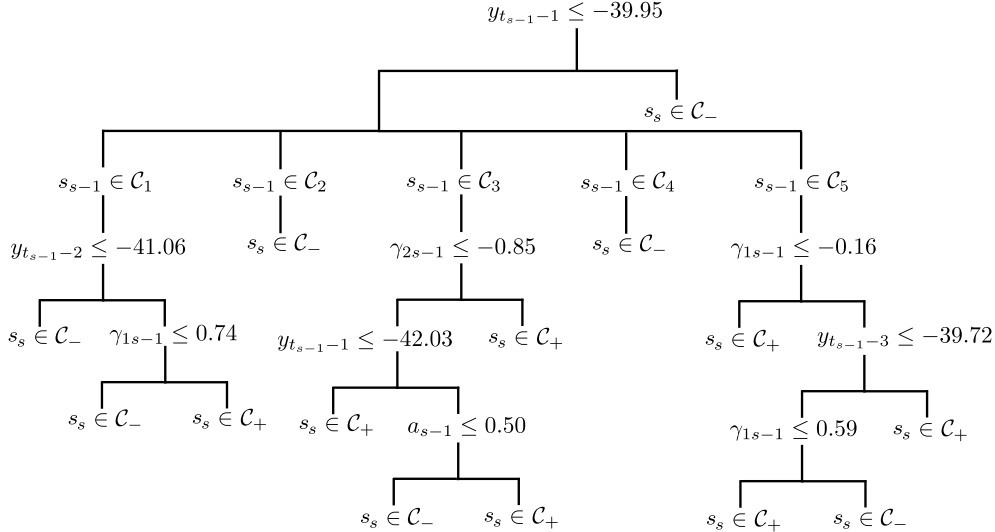 y_{t_{s−1}−1} ≤ −39.95
s_s ∈ 𝒞_−
s_{s−1} ∈ 𝒞_1 s_{s−1} ∈ 𝒞_2 s_{s−1} ∈ 𝒞_3 s_{s−1} ∈ 𝒞_4 s_{s−1} ∈ 𝒞_5
y_{t_{s−1}−2} ≤ −41.06 s_s ∈ 𝒞_− γ_{2s−1} ≤ −0.85 s_s ∈ 𝒞_− γ_{1s−1} ≤ −0.16
s_s ∈ 𝒞_− γ_{1s−1} ≤ 0.74 y_{t_{s−1}−1} ≤ −42.03 s_s ∈ 𝒞_+ s_s ∈ 𝒞_+ y_{t_{s−1}−3} ≤ −39.72
s_s ∈ 𝒞_− s_s ∈ 𝒞_+ s_s ∈ 𝒞_+ a_{s−1} ≤ 0.50 γ_{1s−1} ≤ 0.59 s_s ∈ 𝒞_+
s_s ∈ 𝒞_− s_s ∈ 𝒞_+ s_s ∈ 𝒞_+ s_s ∈ 𝒞_−